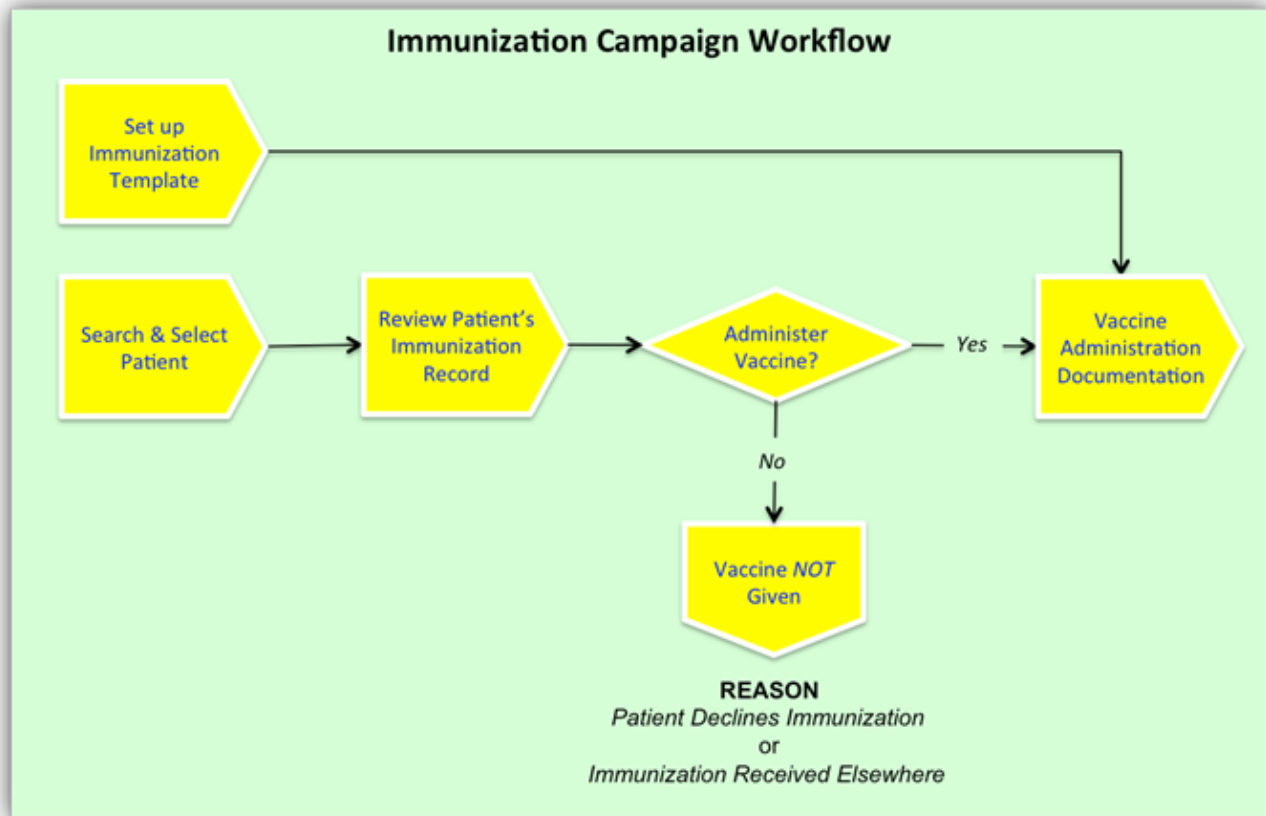 Immunization Campaign Workflow
Set up
Immunization
Template
Search & Select
Patient
Review Patient’s
Immunization
Record
Administer
Vaccine?
Yes
Vaccine
Administration
Documentation
No
Vaccine NOT
Given
REASON
Patient Declines Immunization
or
Immunization Received Elsewhere